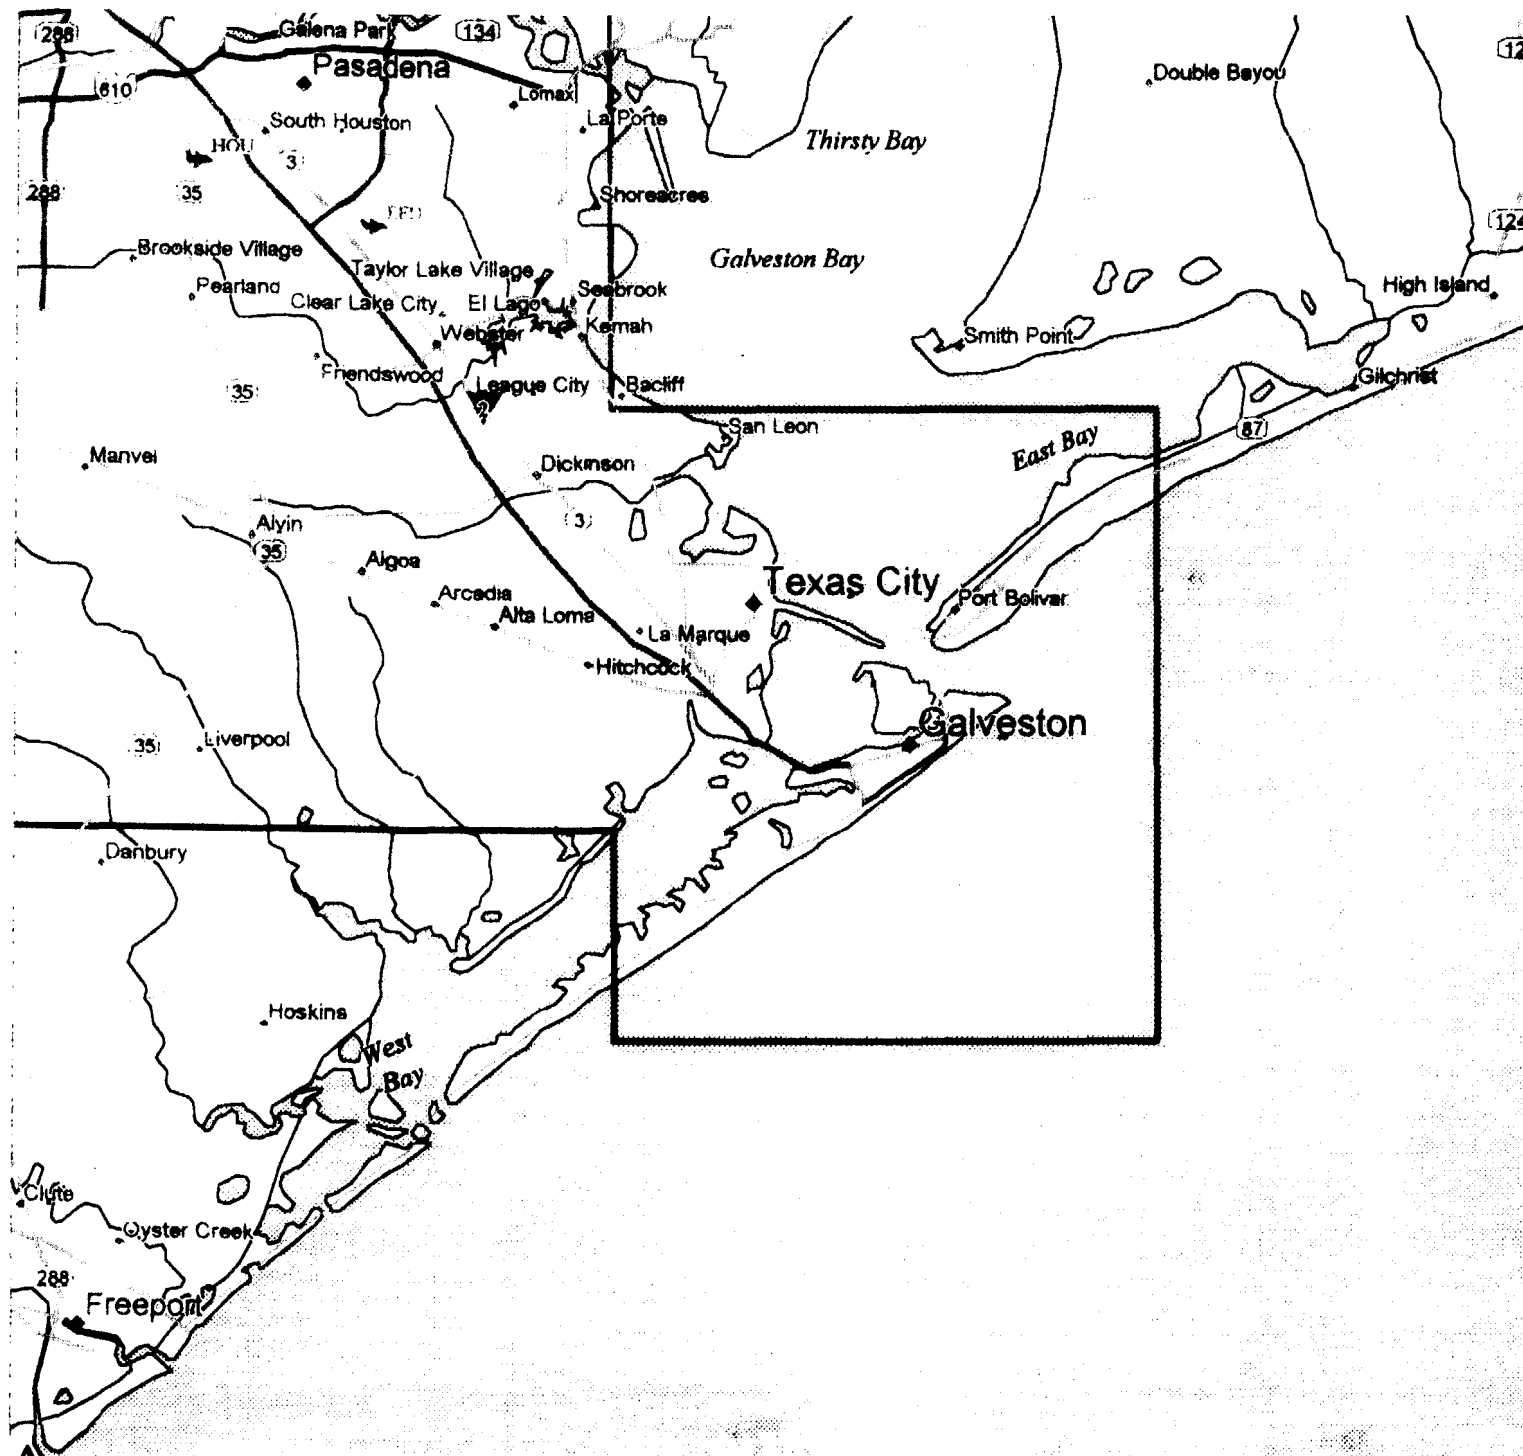 288
Galena Park
134
12
Pasadena
610
Double Bayou
Lomax
South Houston
La Porte
HOU
3
Thirsty Bay
288
35
Shoreacres
124
Brookside Village
Galveston Bay
Taylor Lake Village
Pearland
Clear Lake City
El Lago
Seabrook
High Island
Webster
Kemah
Smith Point
Friendswood
League City
Bacliff
Gilchrist
35
2
San Leon
87
East Bay
Manvel
Dickinson
3
Alvin
35
Algoa
Texas City
Arcadia
Port Bolivar
Alta Loma
La Marque
Hitchcock
Galveston
35
Liverpool
Danbury
Hoskins
West
Bay
Clute
Oyster Creek
288
Freeport